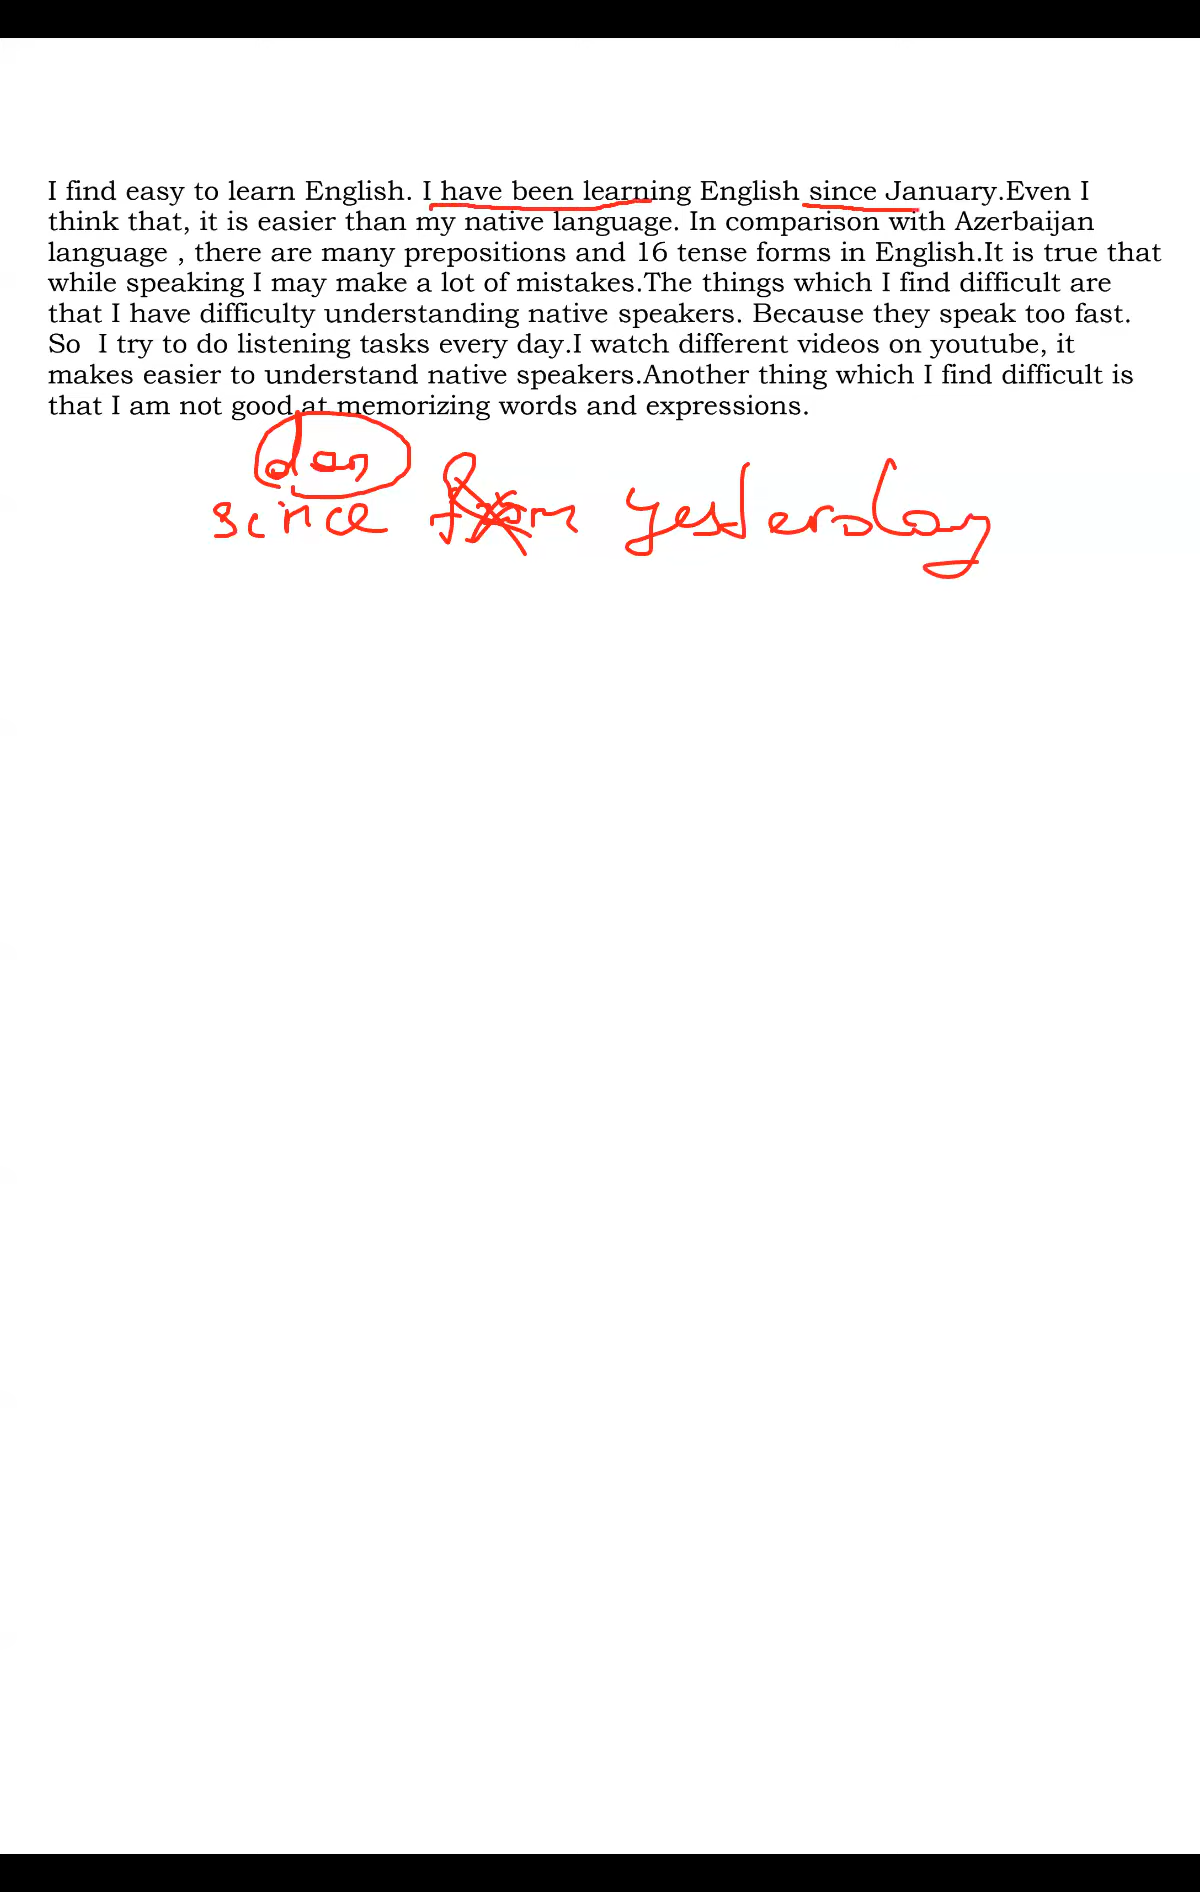 I find easy to learn English. I have been learning English since January.Even I
think that, it is easier than my native language. In comparison with Azerbaijan
language , there are many prepositions and 16 tense forms in English.It is true that
while speaking I may make a lot of mistakes.The things which I find difficult are
that I have difficulty understanding native speakers. Because they speak too fast.
So  I try to do listening tasks every day.I watch different videos on youtube, it
makes easier to understand native speakers.Another thing which I find difficult is
that I am not good at memorizing words and expressions.
dan
since from yesterday